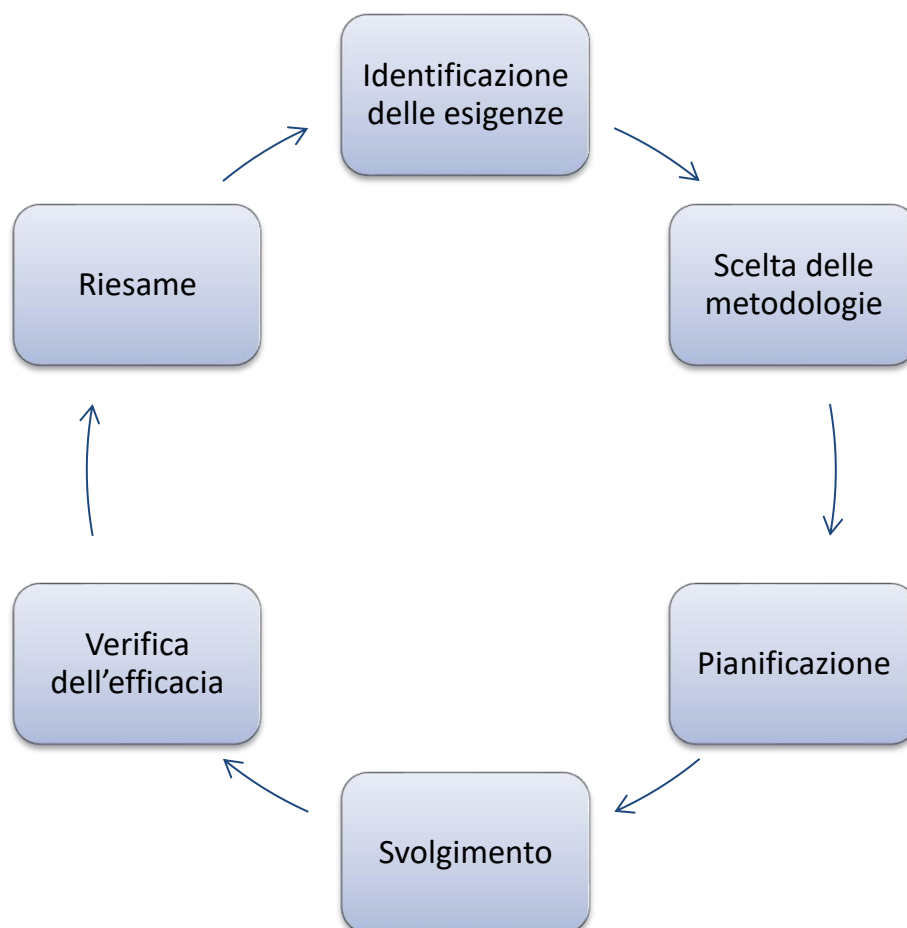 Identificazione
delle esigenze
Scelta delle
metodologie
Pianificazione
Svolgimento
Verifica
dell’efficacia
Riesame